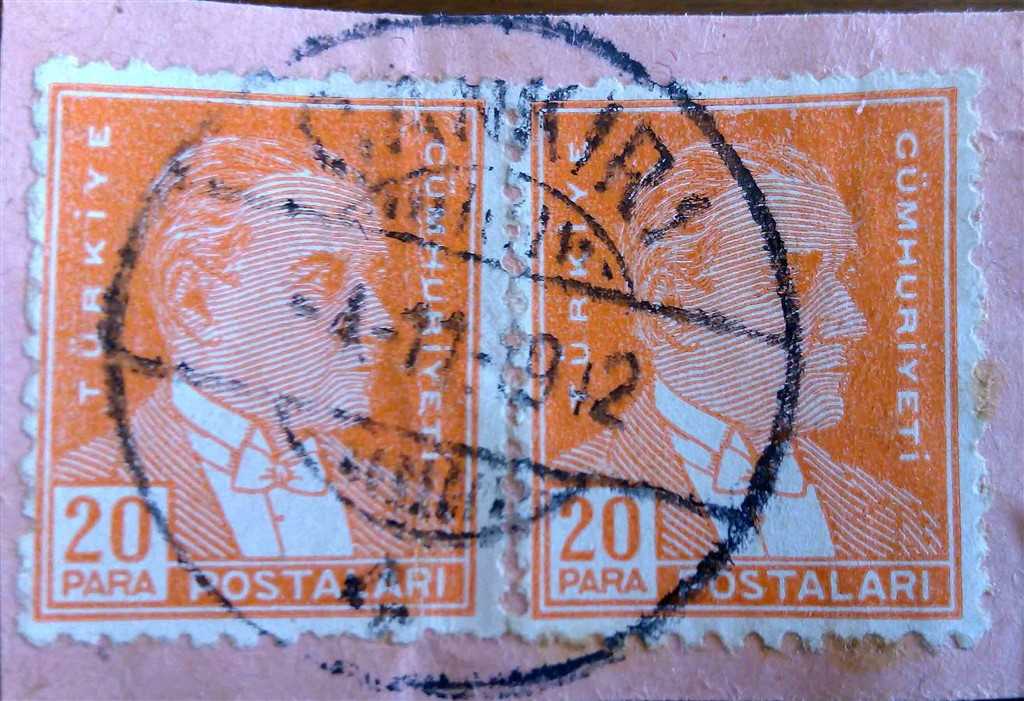 TÜRKİYE
CÜMHURİYETİ
20
PARA
POSTALARI
TÜRKİYE
CÜMHURİYETİ
20
PARA
POSTALARI